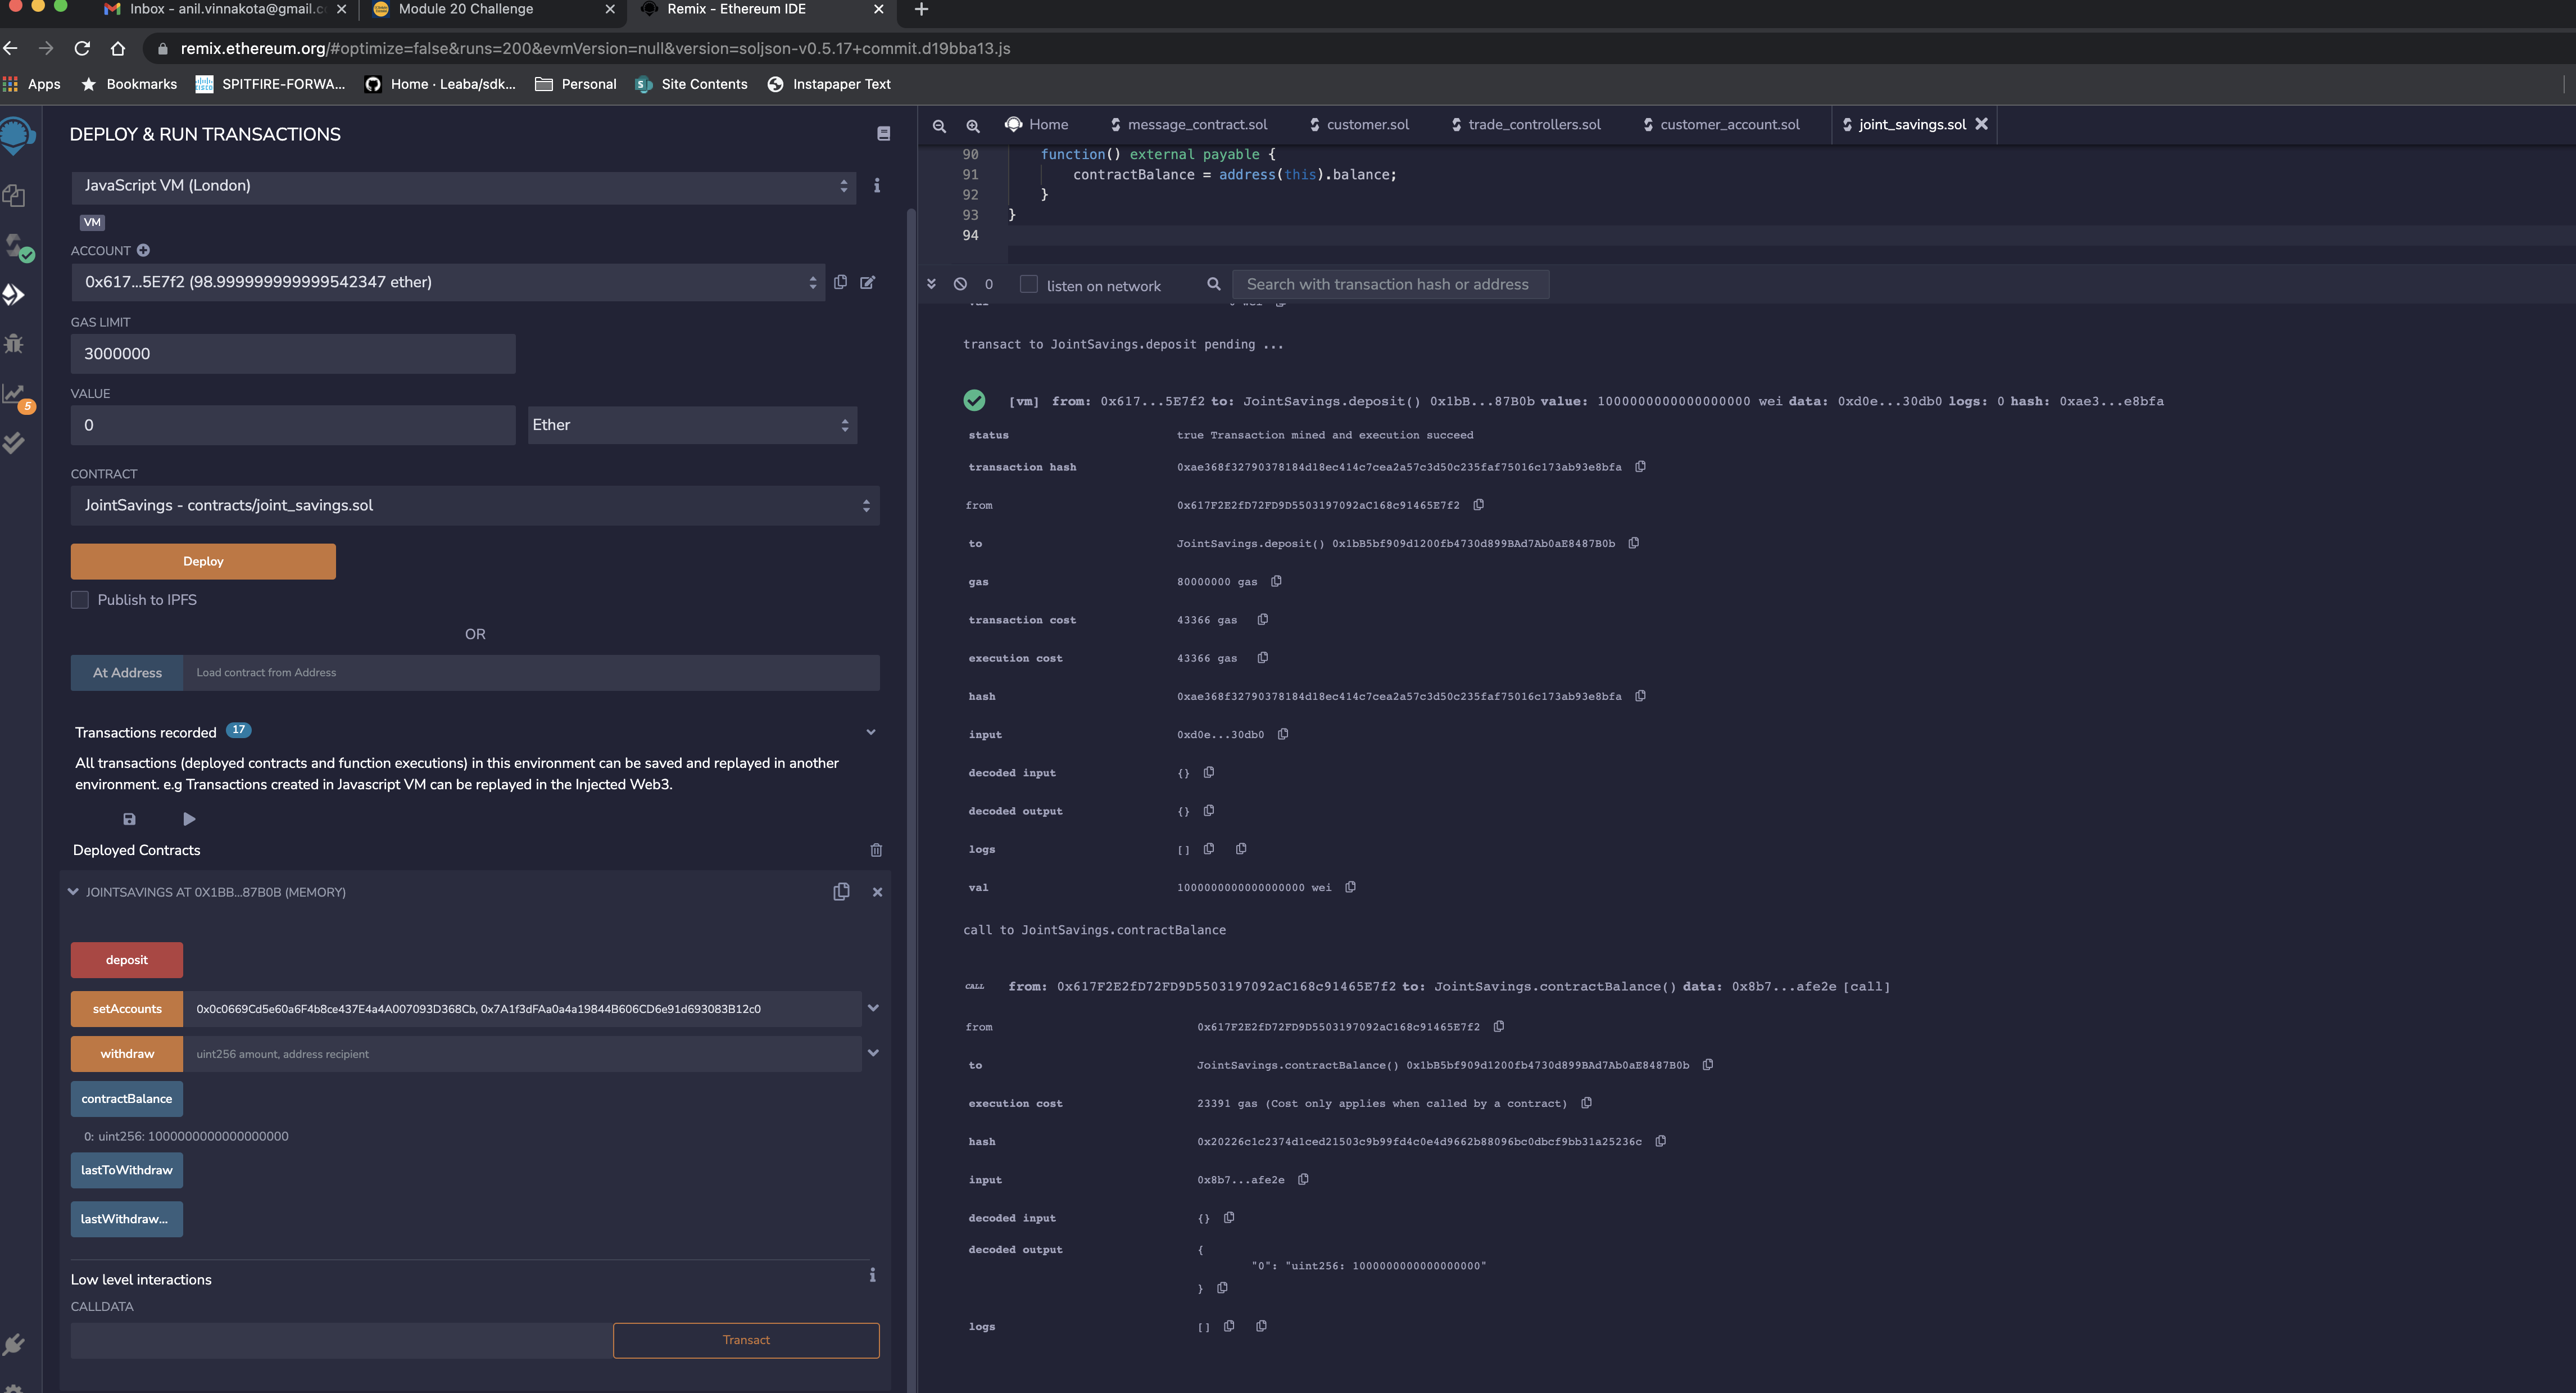 Inbox - anil.vinnakota@gmail.c
Module 20 Challenge
Remix - Ethereum IDE
remix.ethereum.org/#optimize=false&runs=200&evmVersion=null&version=soljson-v0.5.17+commit.d19bba13.js
Apps
Bookmarks
SPITFIRE-FORWA...
Home · Leaba/sdk...
Personal
Site Contents
Instapaper Text
DEPLOY & RUN TRANSACTIONS
JavaScript VM (London)
VM
ACCOUNT
0x617...5E7f2 (98.999999999999542347 ether)
GAS LIMIT
3000000
VALUE
0
Ether
CONTRACT
JointSavings - contracts/joint_savings.sol
Deploy
Publish to IPFS
OR
At Address
Load contract from Address
Transactions recorded 17
All transactions (deployed contracts and function executions) in this environment can be saved and replayed in another
environment. e.g Transactions created in Javascript VM can be replayed in the Injected Web3.
Deployed Contracts
JOINTSAVINGS AT 0X1BB...87B0B (MEMORY)
deposit
setAccounts 0x0c0669Cd5e60a6F4b8ce437E4a4A007093D368Cb, 0x7A1f3dFAa0a4a19844B606CD6e91d693083B12c0
withdraw uint256 amount, address recipient
contractBalance
0: uint256: 1000000000000000000
lastToWithdraw
lastWithdraw...
Low level interactions
CALLDATA
Transact
5
Home
message_contract.sol
customer.sol
trade_controllers.sol
customer_account.sol
joint_savings.sol
90 function() external payable {
91 contractBalance = address(this).balance;
92 }
93 }
94
0 listen on network Search with transaction hash or address
transact to JointSavings.deposit pending ...
[vm] from: 0x617...5E7f2 to: JointSavings.deposit() 0x1bB...87B0b value: 1000000000000000000 wei data: 0xd0e...30db0 logs: 0 hash: 0xae3...e8bfa
status true Transaction mined and execution succeed
transaction hash 0xae368f32790378184d18ec414c7cea2a57c3d50c235faf75016c173ab93e8bfa
from 0x617F2E2fD72FD9D5503197092aC168c91465E7f2
to JointSavings.deposit() 0x1bB5bf909d1200fb4730d899BAd7Ab0aE8487B0b
gas 80000000 gas
transaction cost 43366 gas
execution cost 43366 gas
hash 0xae368f32790378184d18ec414c7cea2a57c3d50c235faf75016c173ab93e8bfa
input 0xd0e...30db0
decoded input {}
decoded output {}
logs []
val 1000000000000000000 wei
call to JointSavings.contractBalance
CALL from: 0x617F2E2fD72FD9D5503197092aC168c91465E7f2 to: JointSavings.contractBalance() data: 0x8b7...afe2e [call]
from 0x617F2E2fD72FD9D5503197092aC168c91465E7f2
to JointSavings.contractBalance() 0x1bB5bf909d1200fb4730d899BAd7Ab0aE8487B0b
execution cost 23391 gas (Cost only applies when called by a contract)
hash 0x20226c1c2374d1ced21503c9b99fd4c0e4d9662b88096bc0dbcf9bb31a25236c
input 0x8b7...afe2e
decoded input {}
decoded output {
"0": "uint256: 1000000000000000000"
}
logs []